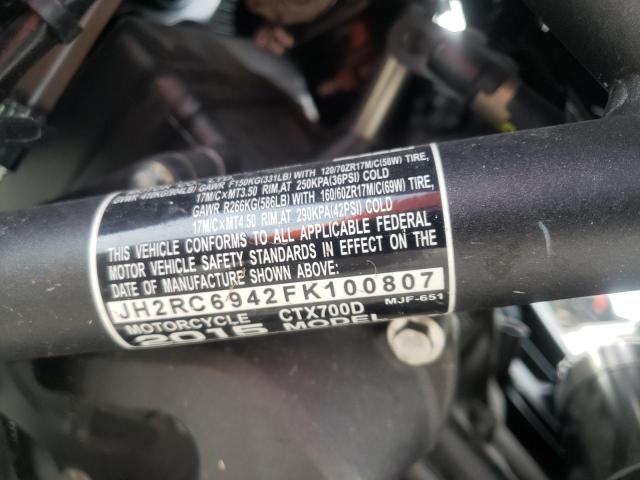 GAWR F150KG(331LB) WITH 120/70ZR17M/C(58W) TIRE,
17M/C×MT3.50 RIM,AT 250KPA(36PSI) COLD
GAWR R266KG(586LB) WITH 160/60ZR17M/C(69W) TIRE,
17M/C×MT4.50 RIM,AT 290KPA(42PSI) COLD
THIS VEHICLE CONFORMS TO ALL APPLICABLE FEDERAL
MOTOR VEHICLE SAFETY STANDARDS IN EFFECT ON THE
DATE OF MANUFACTURE SHOWN ABOVE:
JH2RC6942FK100807
MOTORCYCLE CTX700D MJF-651
2015 MODEL